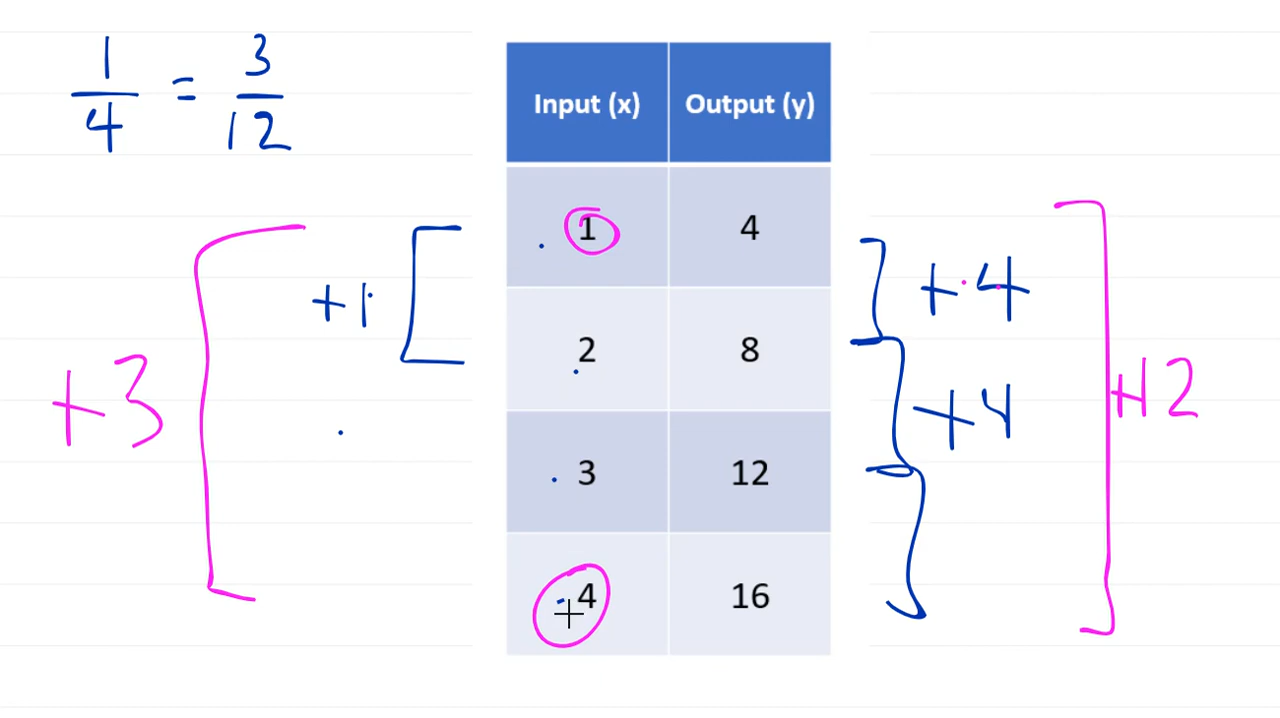 1/4 = 3/12
Input (x) Output (y)
1 4
+1 +4
2 8
+3 +4 +12
3 12
4 16